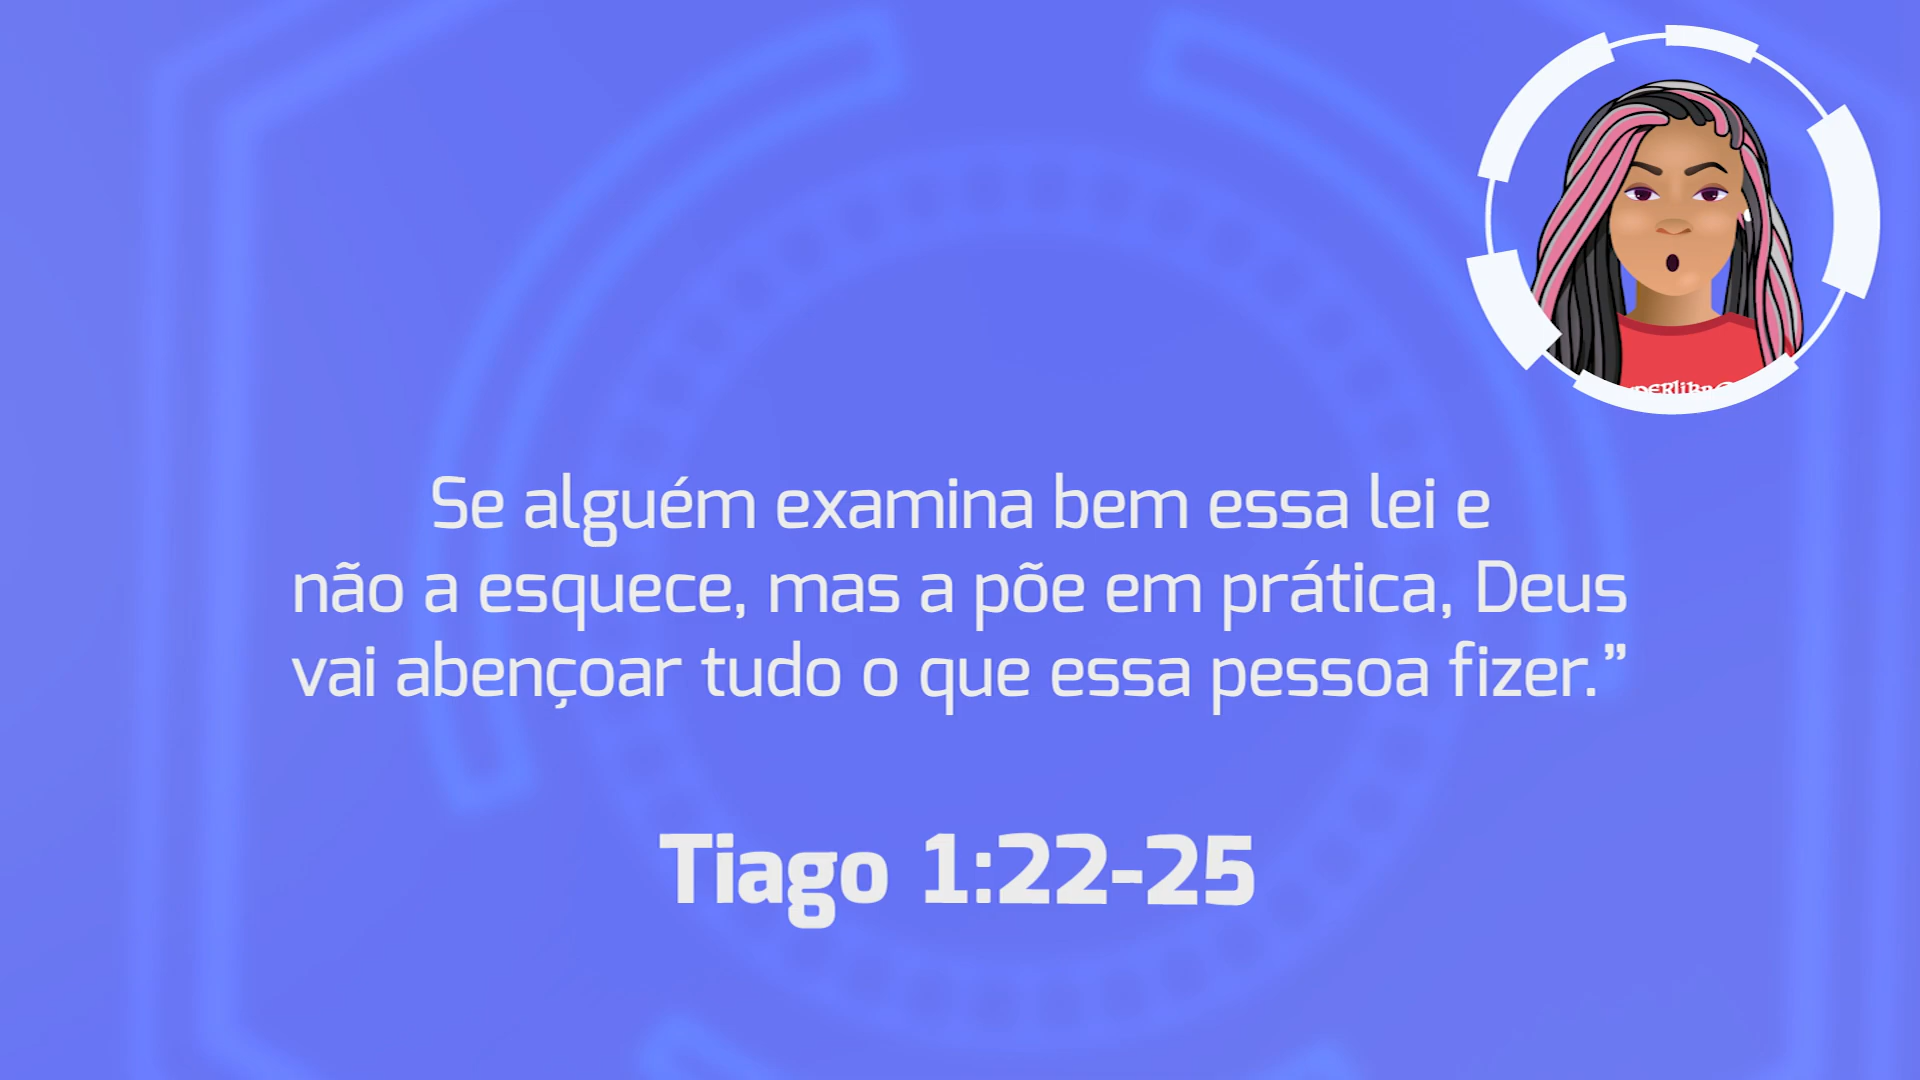 Se alguém examina bem essa lei e
não a esquece, mas a põe em prática, Deus
vai abençoar tudo o que essa pessoa fizer.”
Tiago 1:22-25